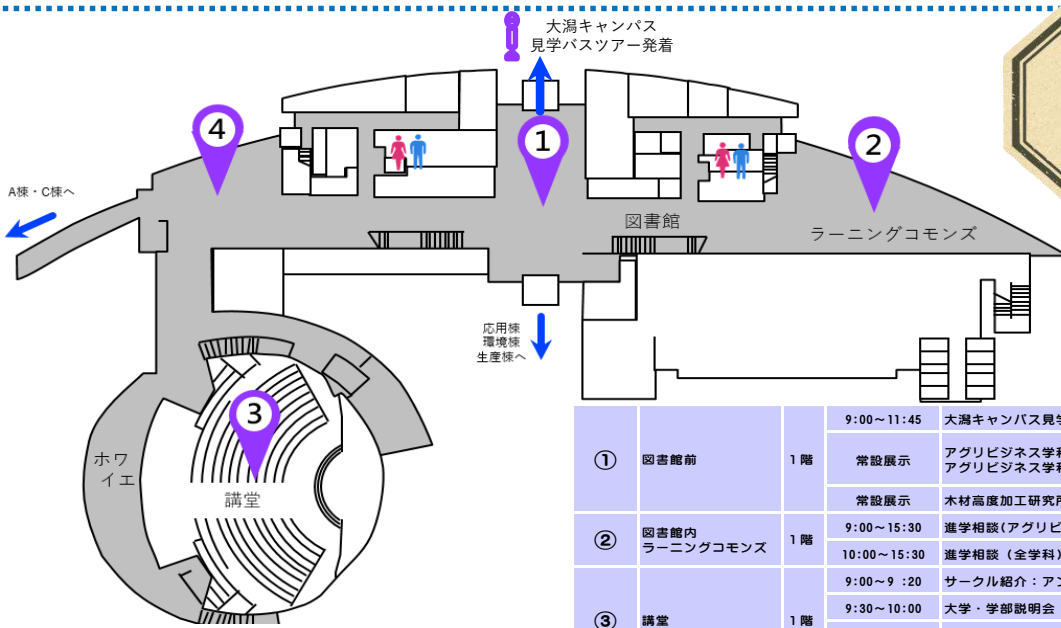 大潟キャンパス
見学バスツアー発着
4
1
2
A棟・C棟へ
図書館
ラーニングコモンズ
応用棟
環境棟
生産棟へ
3
ホワ
イエ
講堂
① 図書館前 1階 9:00～11:45 大潟キャンパス見学
常設展示 アグリビジネス学科
アグリビジネス学科
常設展示 木材高度加工研究所
② 図書館内
ラーニングコモンズ 1階 9:00～15:30 進学相談(アグリビ
10:00～15:30 進学相談（全学科）
③ 講堂 1階 9:00～9 :20 サークル紹介：アン
9:30～10:00 大学・学部説明会